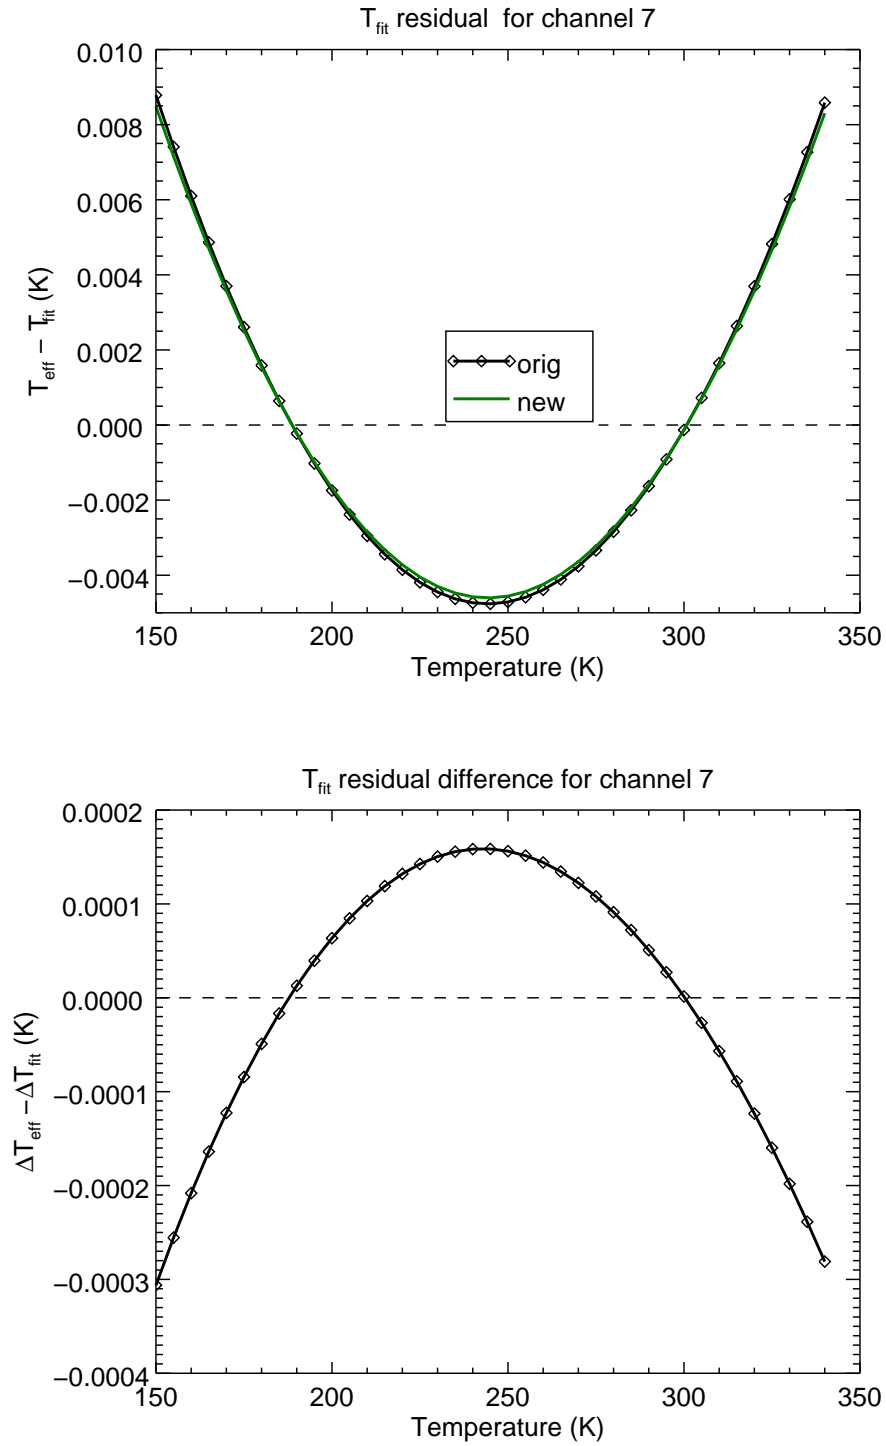 T_fit residual for channel 7
0.010
0.008
0.006
0.004
0.002
0.000
−0.002
−0.004
T_eff − T_fit (K)
orig
new
150 200 250 300 350
Temperature (K)
T_fit residual difference for channel 7
0.0002
0.0001
0.0000
−0.0001
−0.0002
−0.0003
−0.0004
ΔT_eff − ΔT_fit (K)
150 200 250 300 350
Temperature (K)